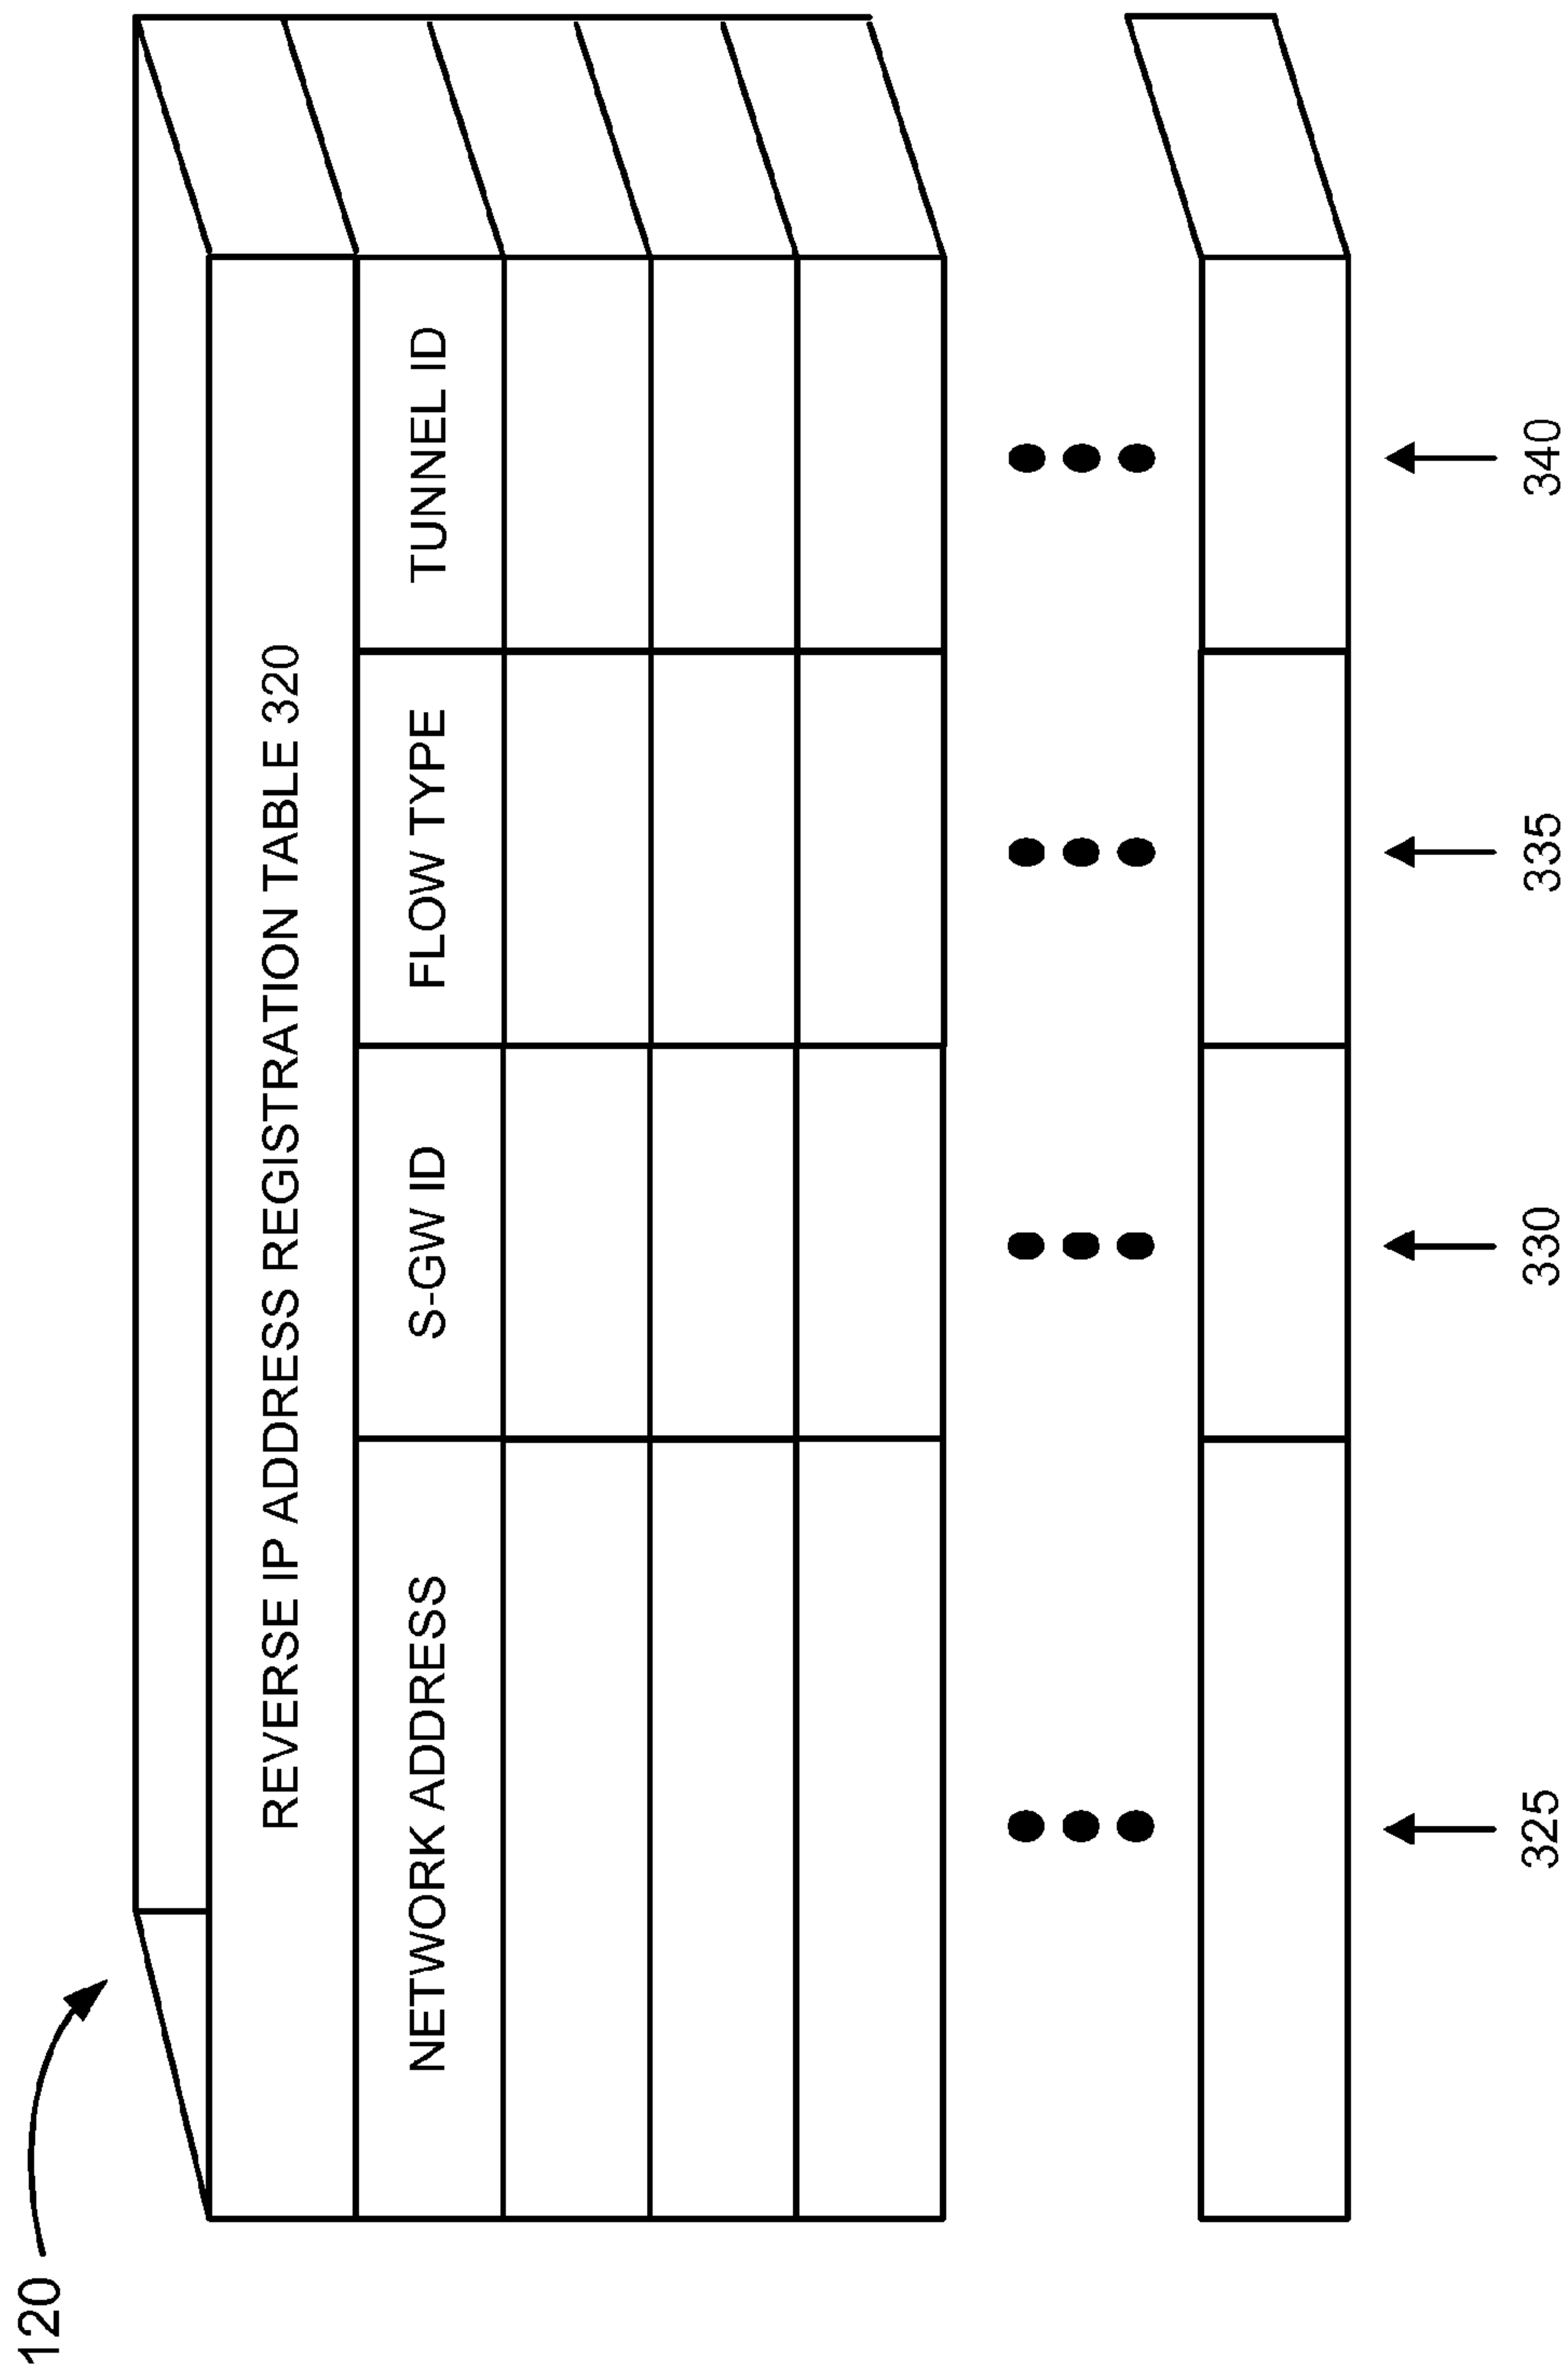 120
REVERSE IP ADDRESS REGISTRATION TABLE 320
NETWORK ADDRESS
S-GW ID
FLOW TYPE
TUNNEL ID
325
330
335
340